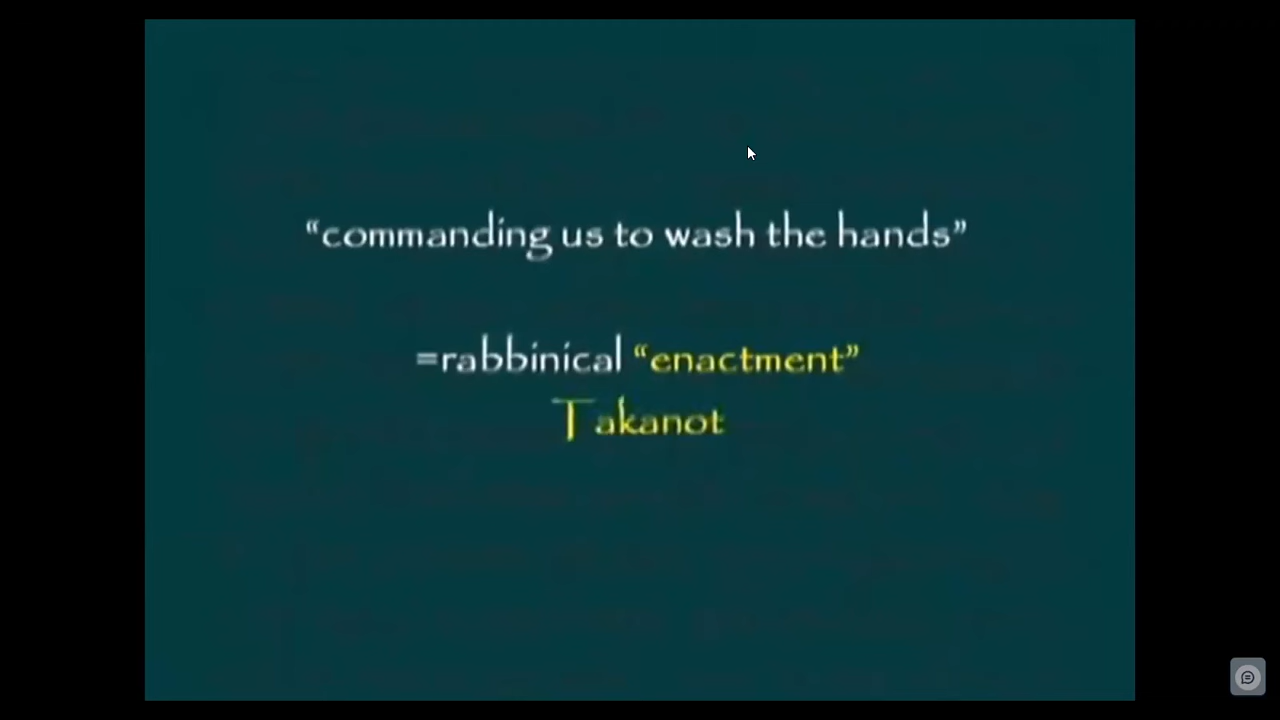 “commanding us to wash the hands”
=rabbinical “enactment”
Takanot